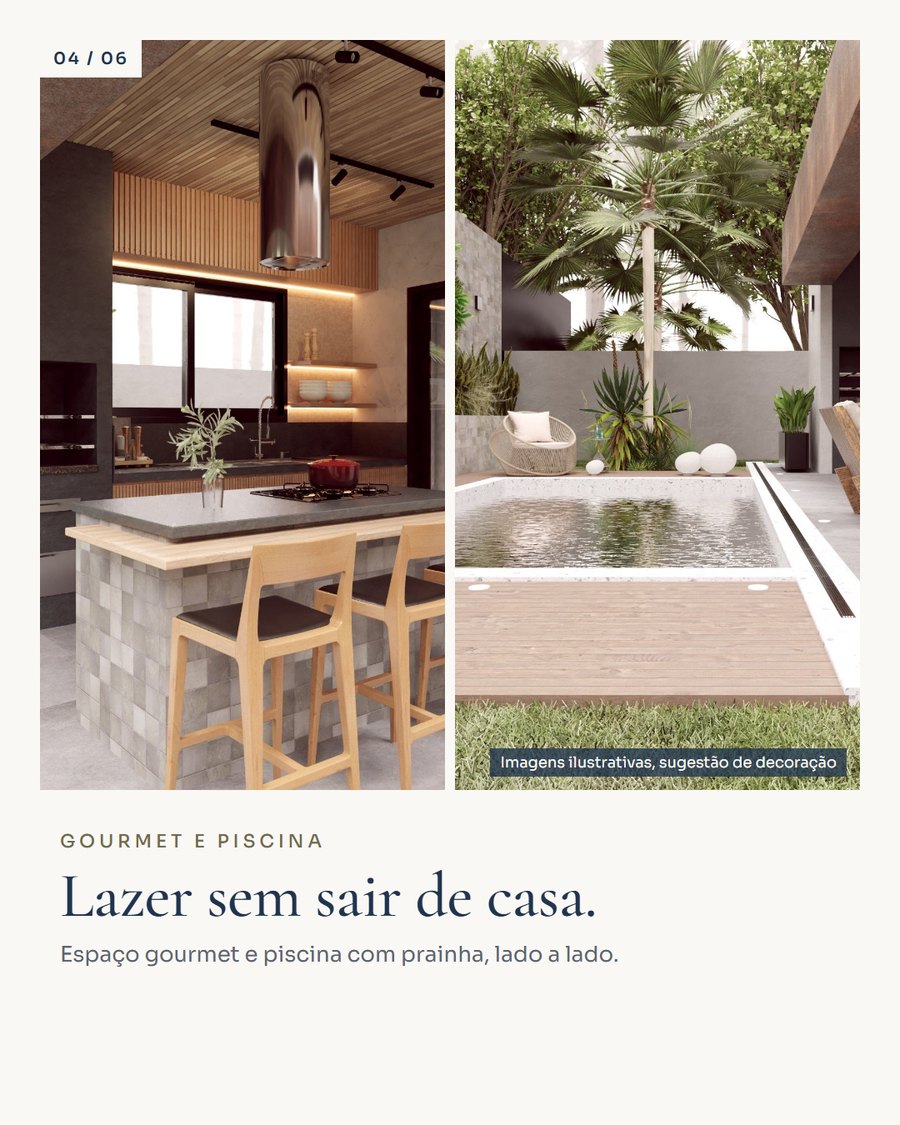 04 / 06
Imagens ilustrativas, sugestão de decoração
GOURMET E PISCINA
Lazer sem sair de casa.
Espaço gourmet e piscina com prainha, lado a lado.